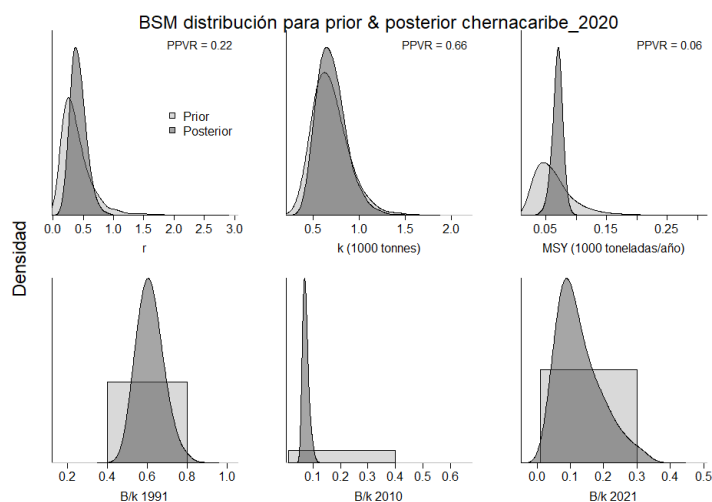 BSM distribución para prior & posterior chernacaribe_2020
PPVR = 0.22
PPVR = 0.66
PPVR = 0.06
Prior
Posterior
0.0 0.5 1.0 1.5 2.0 2.5 3.0
0.5 1.0 1.5 2.0
0.05 0.15 0.25
r
k (1000 tonnes)
MSY (1000 toneladas/año)
Densidad
0.2 0.4 0.6 0.8 1.0
0.1 0.2 0.3 0.4 0.5 0.6
0.0 0.1 0.2 0.3 0.4 0.5
B/k 1991
B/k 2010
B/k 2021